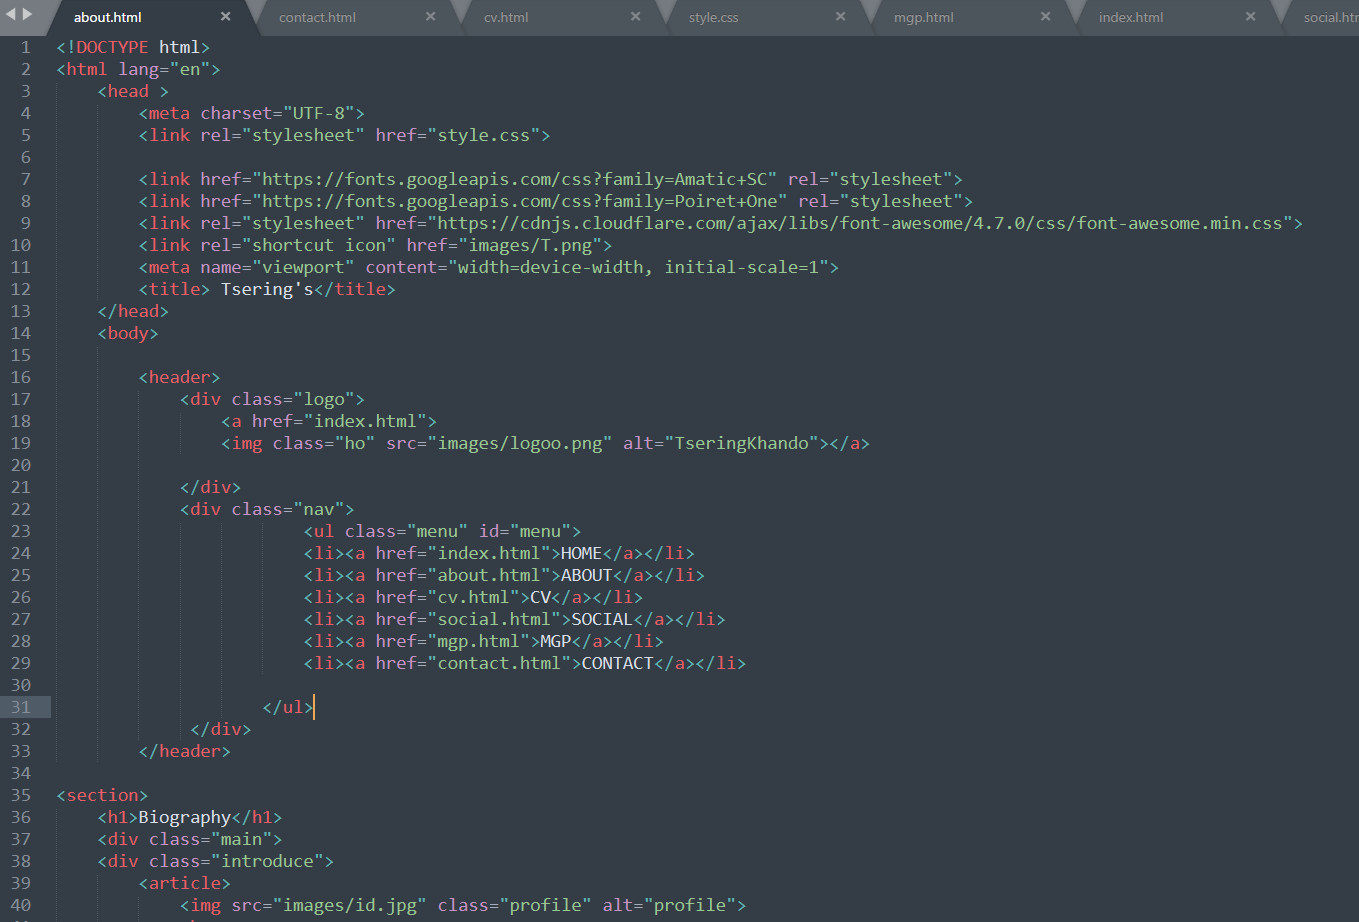 about.html × contact.html × cv.html × style.css × mgp.html × index.html ×
1 <!DOCTYPE html>
2 <html lang="en">
3 <head >
4 <meta charset="UTF-8">
5 <link rel="stylesheet" href="style.css">
6
7 <link href="https://fonts.googleapis.com/css?family=Amatic+SC" rel="stylesheet">
8 <link href="https://fonts.googleapis.com/css?family=Poiret+One" rel="stylesheet">
9 <link rel="stylesheet" href="https://cdnjs.cloudflare.com/ajax/libs/font-awesome/4.7.0/css/font-awesome.min.css">
10 <link rel="shortcut icon" href="images/T.png">
11 <meta name="viewport" content="width=device-width, initial-scale=1">
12 <title> Tsering's</title>
13 </head>
14 <body>
15
16 <header>
17 <div class="logo">
18 <a href="index.html">
19 <img class="ho" src="images/logoo.png" alt="TseringKhando"></a>
20
21 </div>
22 <div class="nav">
23 <ul class="menu" id="menu">
24 <li><a href="index.html">HOME</a></li>
25 <li><a href="about.html">ABOUT</a></li>
26 <li><a href="cv.html">CV</a></li>
27 <li><a href="social.html">SOCIAL</a></li>
28 <li><a href="mgp.html">MGP</a></li>
29 <li><a href="contact.html">CONTACT</a></li>
30
31 </ul>
32 </div>
33 </header>
34
35 <section>
36 <h1>Biography</h1>
37 <div class="main">
38 <div class="introduce">
39 <article>
40 <img src="images/id.jpg" class="profile" alt="profile">